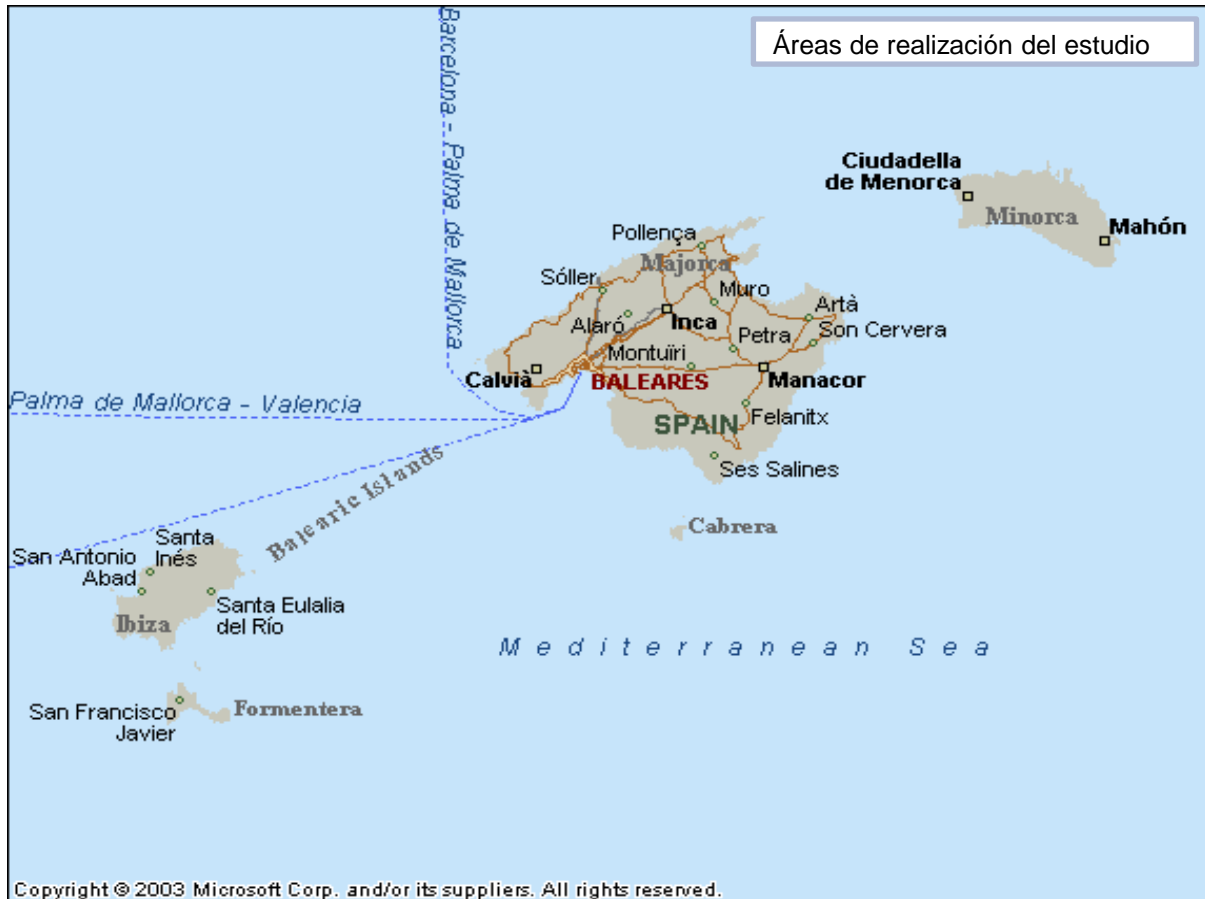 Áreas de realización del estudio
Barcelona - Palma de Mallorca
Ciudadella
de Menorca
Minorca
Mahón
Pollença
Majorca
Sóller
Muro
Artà
Alaró
Inca
Son Cervera
Petra
Montuïri
Calvià
BALEARES
Manacor
Palma de Mallorca - Valencia
Felanitx
SPAIN
Ses Salines
Balearic Islands
Cabrera
Santa
Inés
San Antonio
Abad
Santa Eulalia
del Río
Ibiza
Mediterranean Sea
San Francisco
Javier
Formentera
Copyright © 2003 Microsoft Corp. and/or its suppliers. All rights reserved.